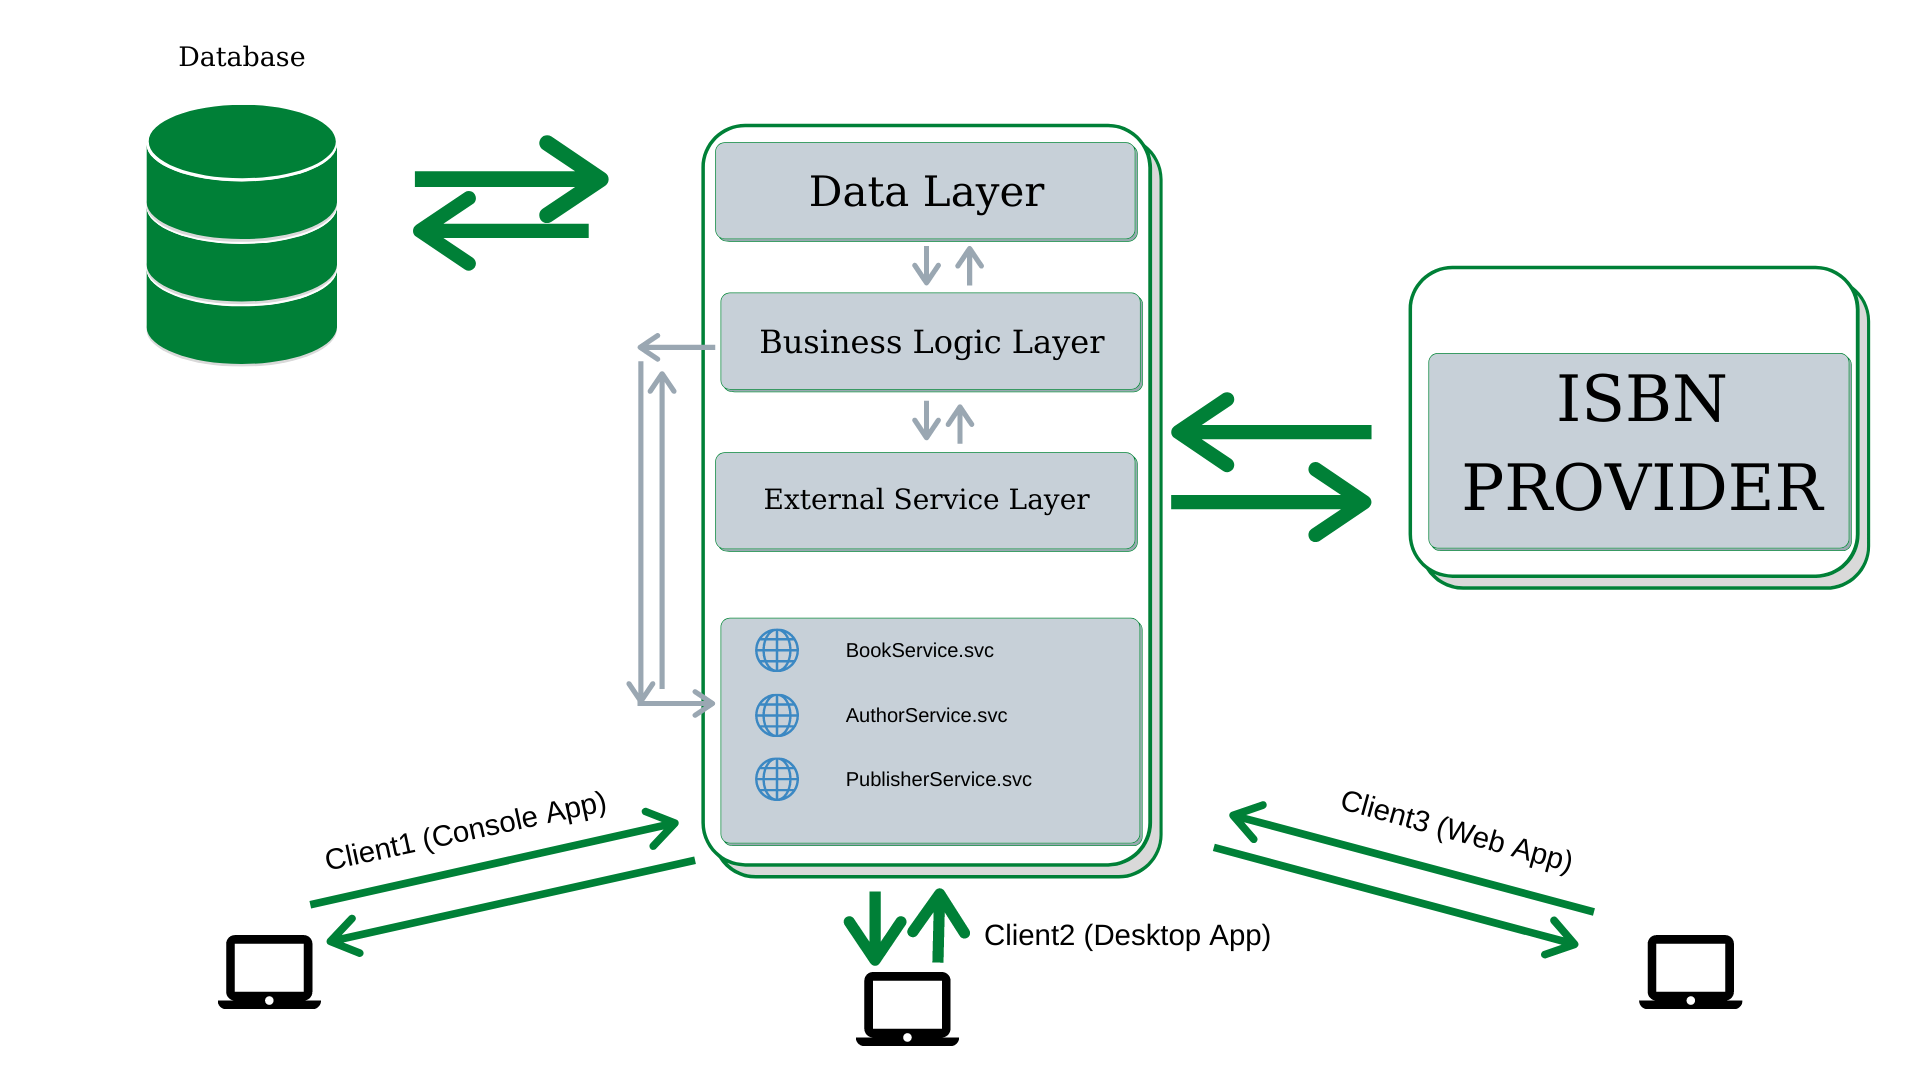 Database
Data Layer
Business Logic Layer
External Service Layer
ISBN
PROVIDER
BookService.svc
AuthorService.svc
PublisherService.svc
Client1 (Console App)
Client2 (Desktop App)
Client3 (Web App)